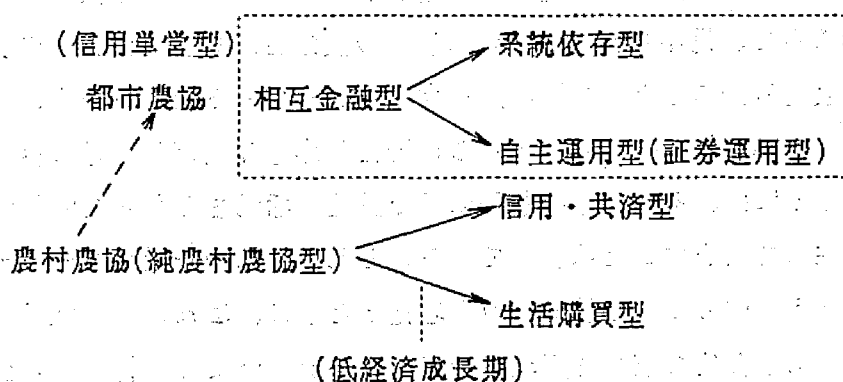 (信用単営型)
系統依存型
都市農協
相互金融型
自主運用型(証券運用型)
信用・共済型
農村農協(純農村農協型)
生活購買型
(低経済成長期)